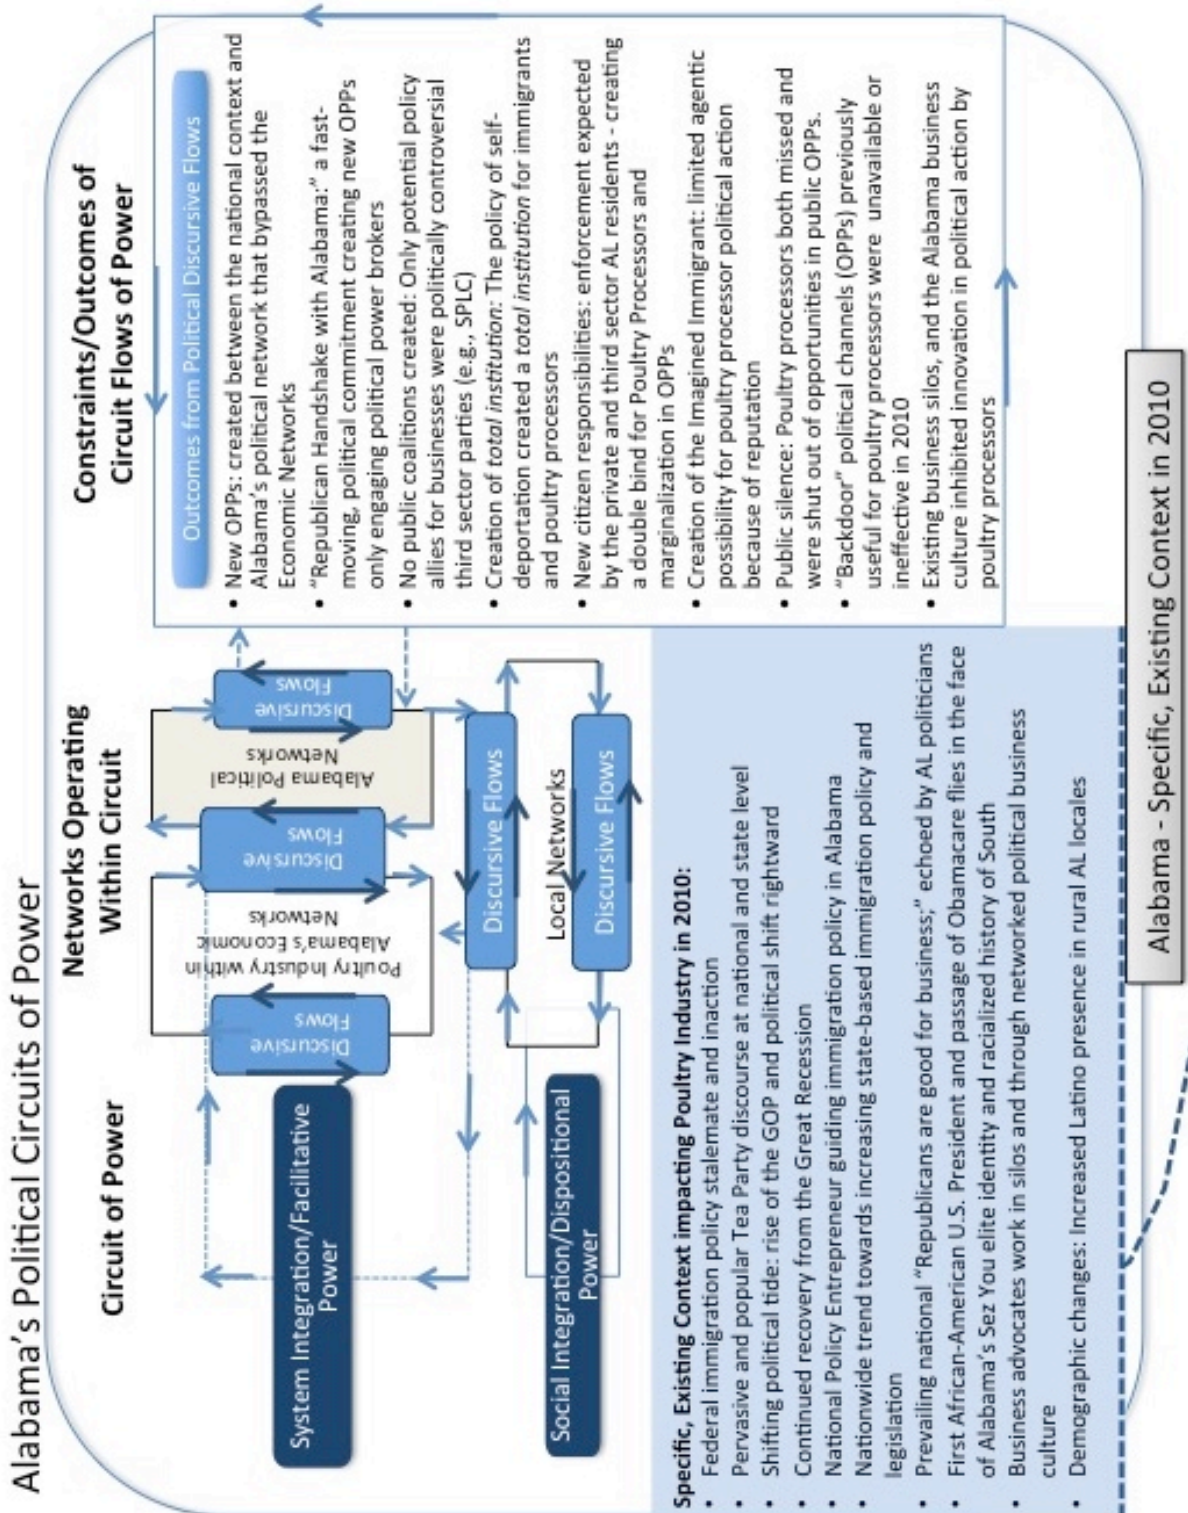 Alabama's Political Circuits of Power
Circuit of Power
Networks Operating
Within Circuit
Constraints/Outcomes of
Circuit Flows of Power
System Integration/Facilitative
Power
Social Integration/Dispositional
Power
Discursive
Flows
Poultry Industry within
Alabama's Economic
Networks
Discursive
Flows
Alabama Political
Networks
Discursive
Flows
Discursive Flows
Local Networks
Discursive Flows
Outcomes from Political Discursive Flows
• New OPPs: created between the national context and
Alabama's political network that bypassed the
Economic Networks
• "Republican Handshake with Alabama:" a fast-
moving, political commitment creating new OPPs
only engaging political power brokers
• No public coalitions created: Only potential policy
allies for businesses were politically controversial
third sector parties (e.g., SPLC)
• Creation of total institution: The policy of self-
deportation created a total institution for immigrants
and poultry processors
• New citizen responsibilities: enforcement expected
by the private and third sector AL residents - creating
a double bind for Poultry Processors and
marginalization in OPPs
• Creation of the Imagined Immigrant: limited agentic
possibility for poultry processor political action
because of reputation
• Public silence: Poultry processors both missed and
were shut out of opportunities in public OPPs.
• "Backdoor" political channels (OPPs) previously
useful for poultry processors were unavailable or
ineffective in 2010
• Existing business silos, and the Alabama business
culture inhibited innovation in political action by
poultry processors
Specific, Existing Context impacting Poultry Industry in 2010:
• Federal immigration policy stalemate and inaction
• Pervasive and popular Tea Party discourse at national and state level
• Shifting political tide: rise of the GOP and political shift rightward
• Continued recovery from the Great Recession
• National Policy Entrepreneur guiding immigration policy in Alabama
• Nationwide trend towards increasing state-based immigration policy and
legislation
• Prevailing national "Republicans are good for business;" echoed by AL politicians
• First African-American U.S. President and passage of Obamacare flies in the face
of Alabama's Sez You elite identity and racialized history of South
• Business advocates work in silos and through networked political business
culture
• Demographic changes: Increased Latino presence in rural AL locales
Alabama - Specific, Existing Context in 2010